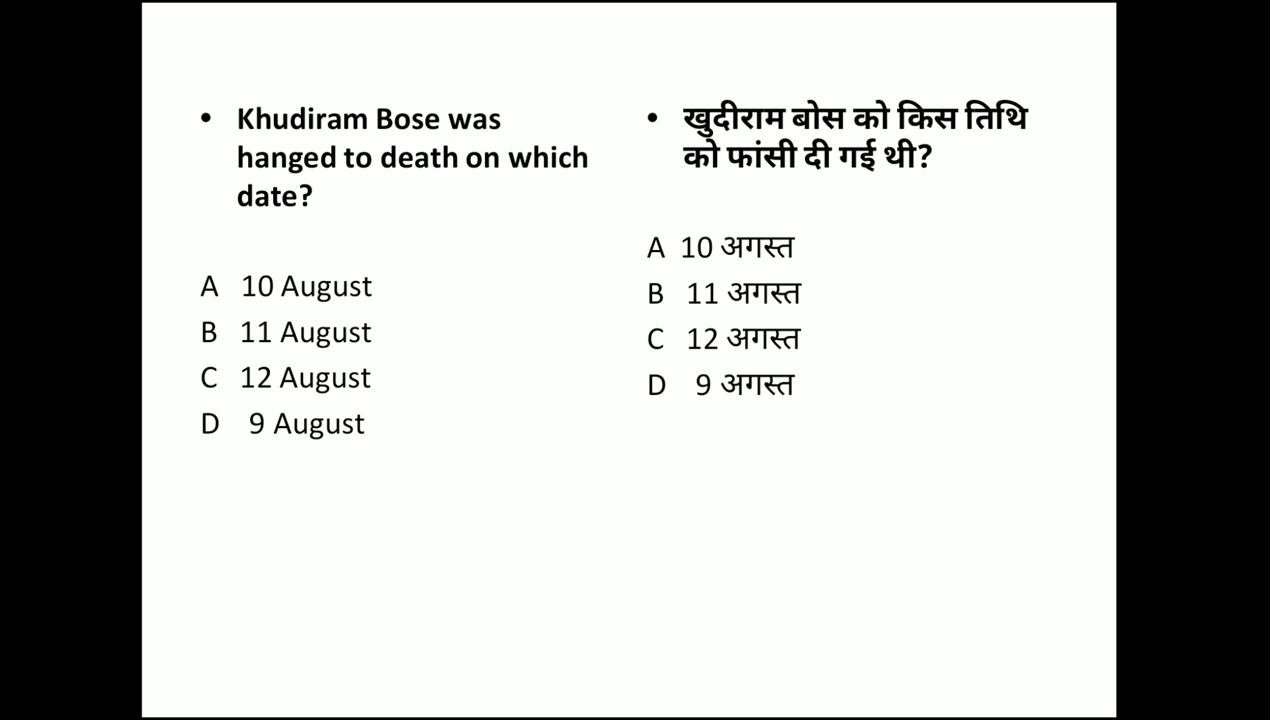 • Khudiram Bose was
hanged to death on which
date?
A 10 August
B 11 August
C 12 August
D 9 August
• खुदीराम बोस को किस तिथि
को फांसी दी गई थी?
A 10 अगस्त
B 11 अगस्त
C 12 अगस्त
D 9 अगस्त